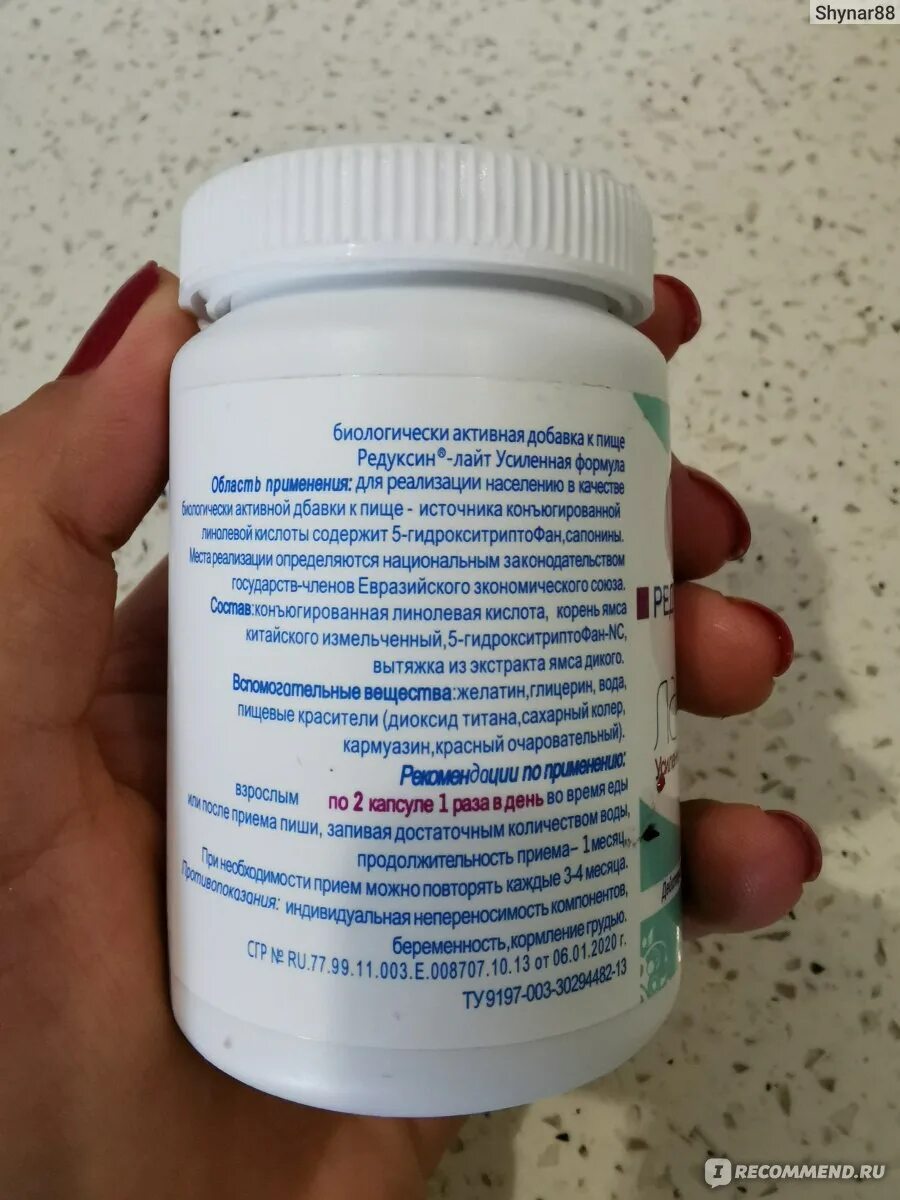 Shynar88
биологически активная добавка к пище
Редуксин®-лайт Усиленная формула
Область применения: для реализации населению в качестве
биологически активной дбавки к пище - источника конъюгированной
линолевой кислоты содержит 5-гидрокситриптоФан,сапонины.
Места реализации определяются национальным законодательством
государств-членов Евразийского зкономического союза.
Состав:конъюгированная линолевая кислота, корень ямса
китайского измельченный,5-гидрокситриптоФан-NC,
вытяжка из экстракта ямса дикого.
Вспомогательные вещества:желатин,глицерин, вода,
пищевые красители (диоксид титана,сахарный колер,
кармуазин,красный очаровательный).
Рекомендации по применению:
взрослым по 2 капсуле 1 раза в день во время еды
или после приема пиши, запивая достаточным количеством воды,
продолжительность приема– 1месяц,
При необходимости прием можно повторять каждые 3-4 месяца.
Противопоказания: индивидуальная непереносимость компонентов,
беременность,кормление грудью.
СГР № RU.77.99.11.003.Е.008707.10.13 от 06.01.2020 г.
ТУ9197-003-30294482-13
РЕД
IRECOMMEND.RU